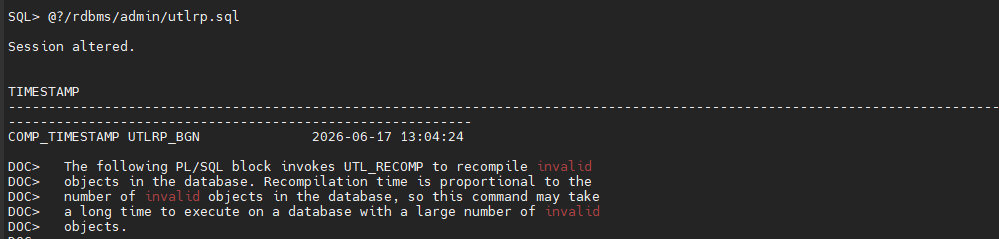 SQL> @?/rdbms/admin/utlrp.sql
Session altered.
TIMESTAMP
--------------------------------------------------------------------------------------------------------------------------------
----------------------------------------------------------
COMP_TIMESTAMP UTLRP_BGN              2026-06-17 13:04:24
DOC>   The following PL/SQL block invokes UTL_RECOMP to recompile invalid
DOC>   objects in the database. Recompilation time is proportional to the
DOC>   number of invalid objects in the database, so this command may take
DOC>   a long time to execute on a database with a large number of invalid
DOC>   objects.